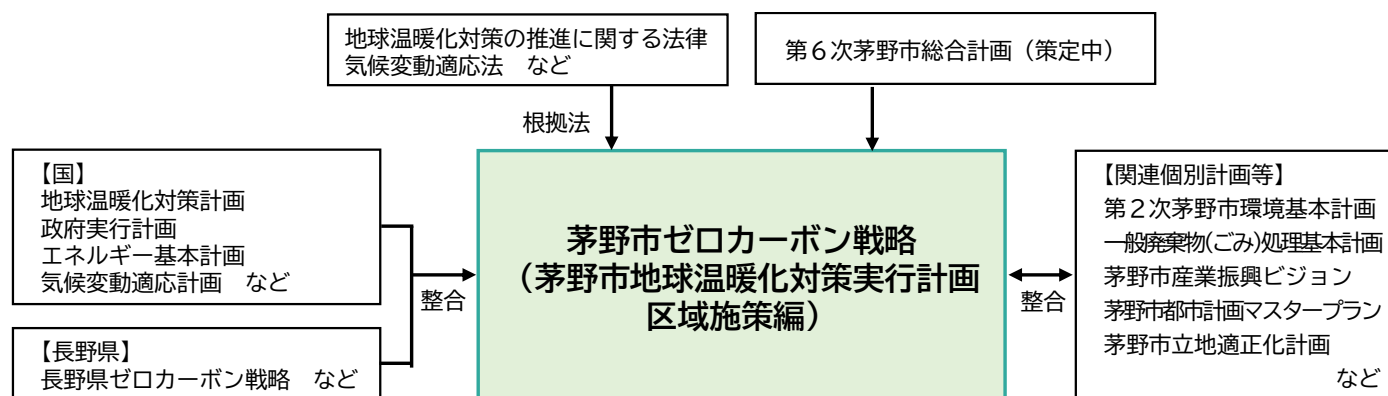 地球温暖化対策の推進に関する法律
気候変動適応法　など
第６次茅野市総合計画（策定中）
根拠法
【国】
地球温暖化対策計画
政府実行計画
エネルギー基本計画
気候変動適応計画　など
整合
【長野県】
長野県ゼロカーボン戦略　など
茅野市ゼロカーボン戦略
（茅野市地球温暖化対策実行計画
区域施策編）
整合
【関連個別計画等】
第２次茅野市環境基本計画
一般廃棄物(ごみ)処理基本計画
茅野市産業振興ビジョン
茅野市都市計画マスタープラン
茅野市立地適正化計画
など